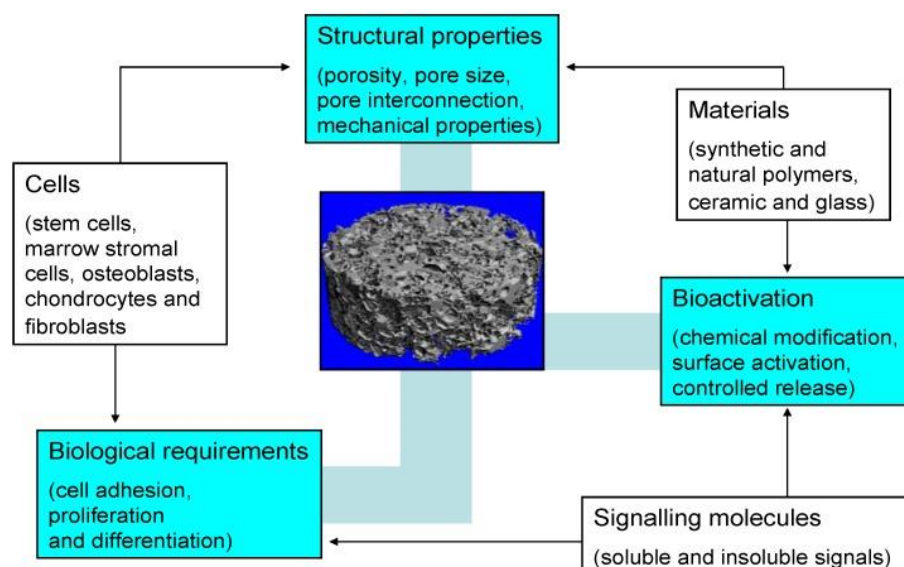 Structural properties
(porosity, pore size,
pore interconnection,
mechanical properties)
Materials
(synthetic and
natural polymers,
ceramic and glass)
Cells
(stem cells,
marrow stromal
cells, osteoblasts,
chondrocytes and
fibroblasts
Bioactivation
(chemical modification,
surface activation,
controlled release)
Biological requirements
(cell adhesion,
proliferation
and differentiation)
Signalling molecules
(soluble and insoluble signals)